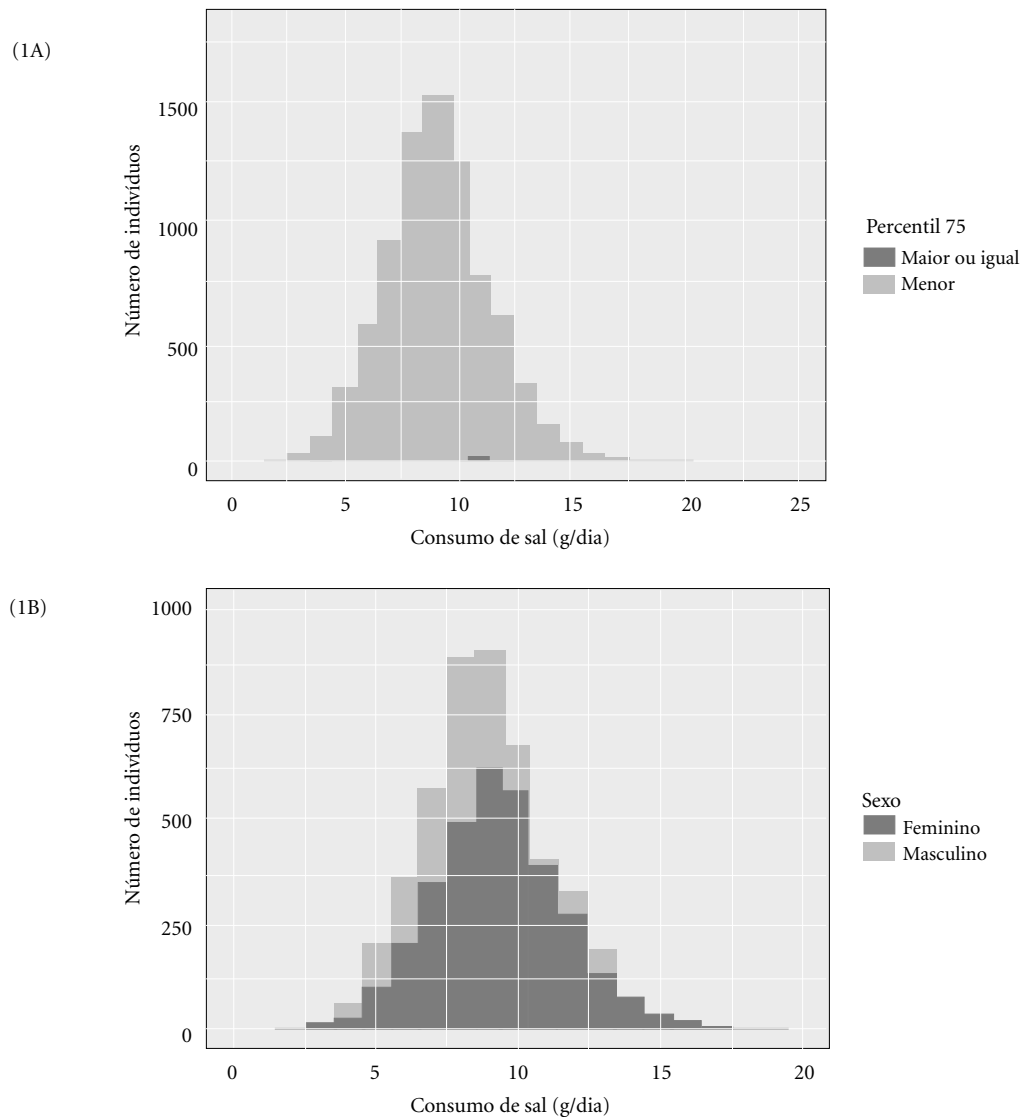 (1A)
Número de indivíduos
1500
1000
500
0
0 5 10 15 20 25
Consumo de sal (g/dia)
Percentil 75
Maior ou igual
Menor
(1B)
Número de indivíduos
1000
750
500
250
0
0 5 10 15 20
Consumo de sal (g/dia)
Sexo
Feminino
Masculino